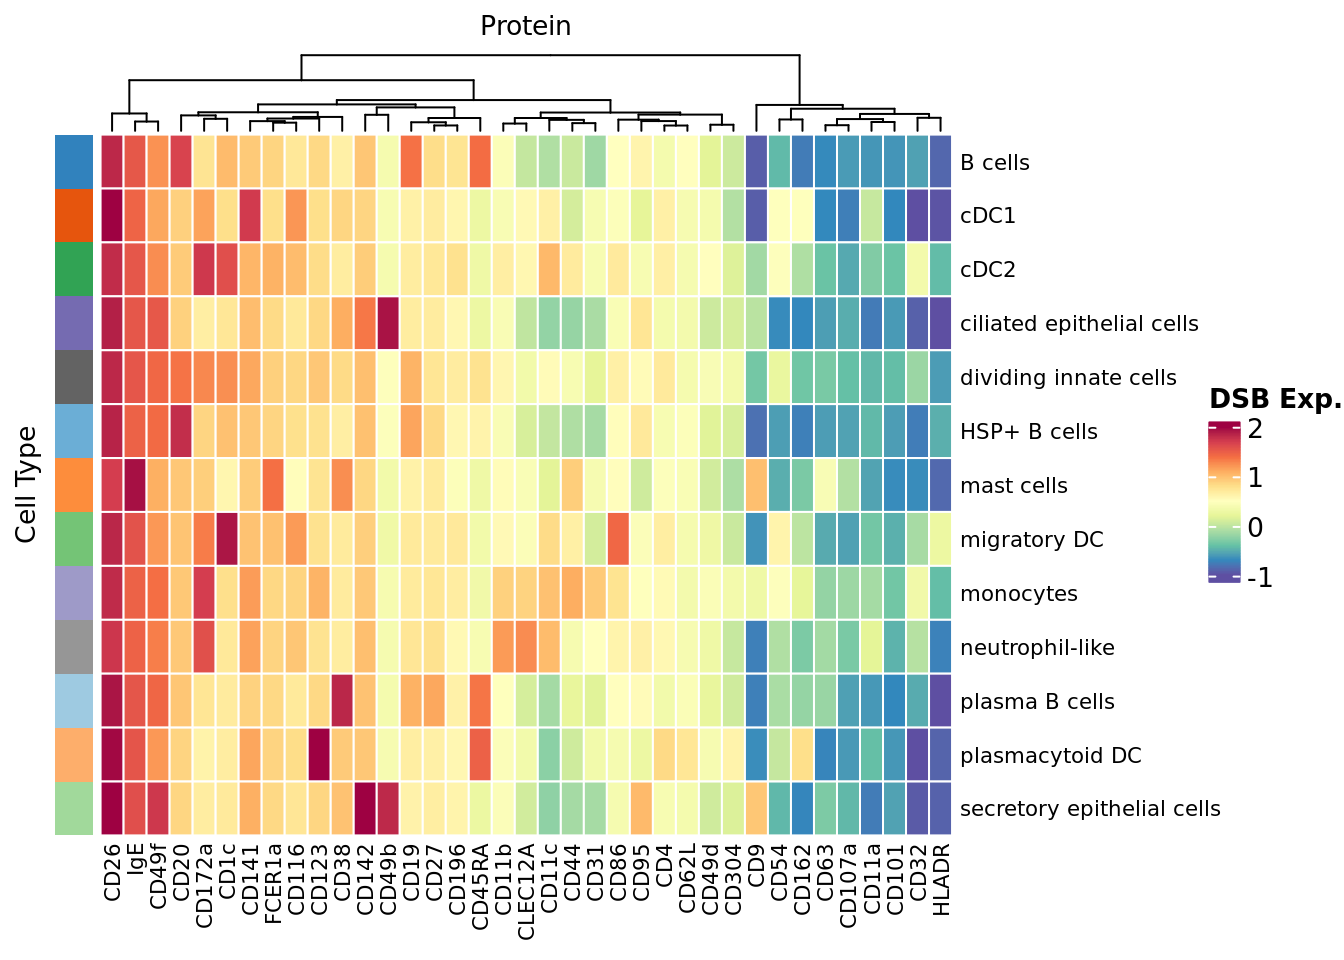 Protein
B cells
cDC1
cDC2
ciliated epithelial cells
dividing innate cells
HSP+ B cells
mast cells
migratory DC
monocytes
neutrophil-like
plasma B cells
plasmacytoid DC
secretory epithelial cells
Cell Type
DSB Exp.
2
1
0
-1
CD26
IgE
CD49f
CD20
CD172a
CD1c
CD141
FCER1a
CD116
CD123
CD38
CD142
CD49b
CD19
CD27
CD196
CD45RA
CD11b
CLEC12A
CD11c
CD44
CD31
CD86
CD95
CD4
CD62L
CD49d
CD304
CD9
CD54
CD162
CD63
CD107a
CD11a
CD101
CD32
HLADR